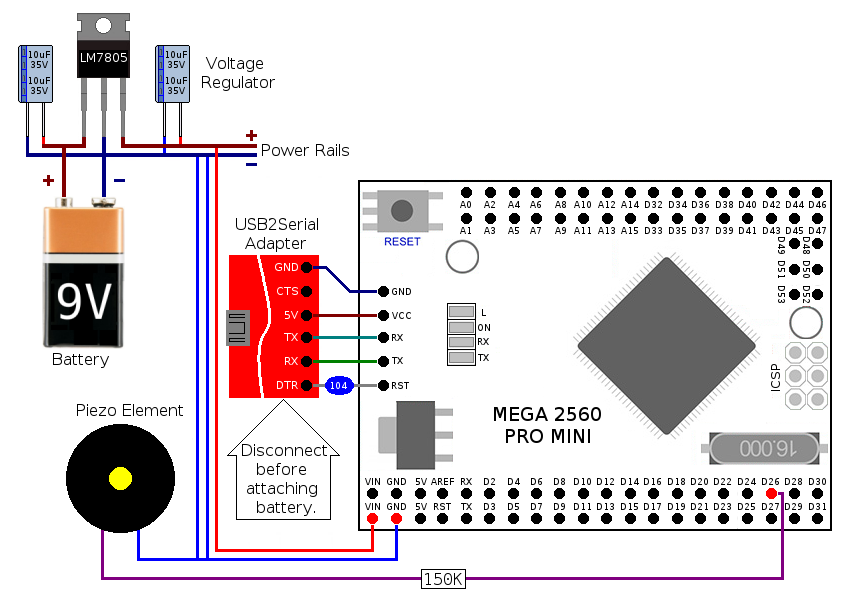 10uF
35V
10uF
35V
LM7805
10uF
35V
10uF
35V
Voltage
Regulator
+
Power Rails
−
+
−
9V
Battery
USB2Serial
Adapter
GND
CTS
5V
TX
RX
DTR
104
Disconnect
before
attaching
battery.
Piezo Element
RESET
A0 A2 A4 A6 A8 A10 A12 A14 D32 D34 D36 D38 D40 D42 D44 D46
A1 A3 A5 A7 A9 A11 A13 A15 D33 D35 D37 D39 D41 D43 D45 D47
D49 D48
D51 D50
D53 D52
GND
VCC
RX
TX
RST
L
ON
RX
TX
ICSP
MEGA 2560
PRO MINI
16.000
VIN GND 5V AREF RX D2 D4 D6 D8 D10 D12 D14 D16 D18 D20 D22 D24 D26 D28 D30
VIN GND 5V RST TX D3 D5 D7 D9 D11 D13 D15 D17 D19 D21 D23 D25 D27 D29 D31
150K